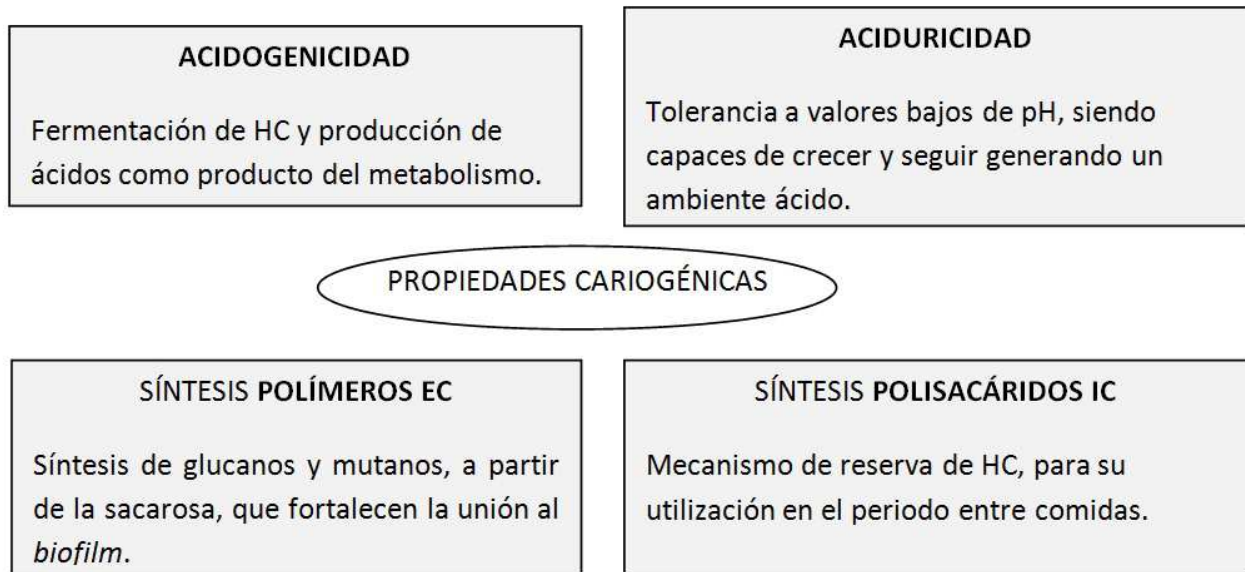 ACIDOGENICIDAD
Fermentación de HC y producción de
ácidos como producto del metabolismo.
ACIDURICIDAD
Tolerancia a valores bajos de pH, siendo
capaces de crecer y seguir generando un
ambiente ácido.
PROPIEDADES CARIOGÉNICAS
SÍNTESIS POLÍMEROS EC
Síntesis de glucanos y mutanos, a partir
de la sacarosa, que fortalecen la unión al
biofilm.
SÍNTESIS POLISACÁRIDOS IC
Mecanismo de reserva de HC, para su
utilización en el periodo entre comidas.